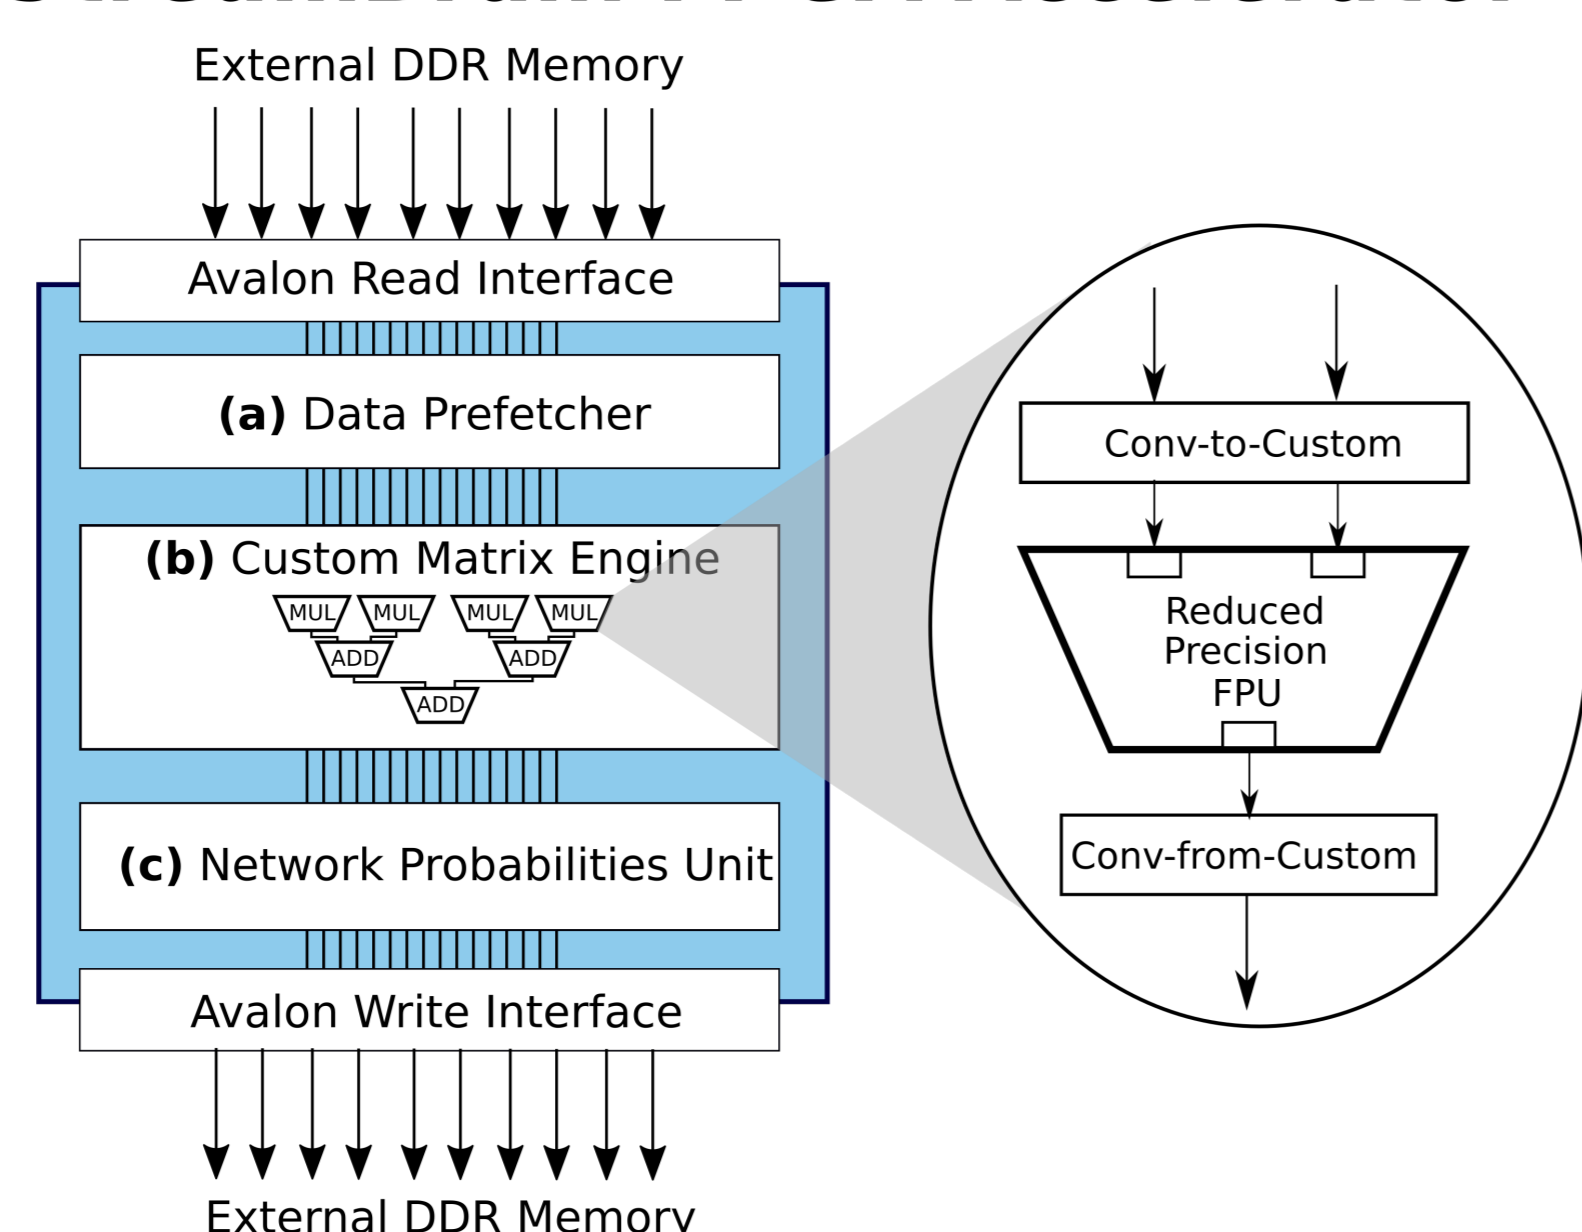 External DDR Memory
Avalon Read Interface
(a) Data Prefetcher
(b) Custom Matrix Engine
MUL MUL MUL MUL
ADD ADD
ADD
(c) Network Probabilities Unit
Avalon Write Interface
External DDR Memory
Conv-to-Custom
Reduced
Precision
FPU
Conv-from-Custom